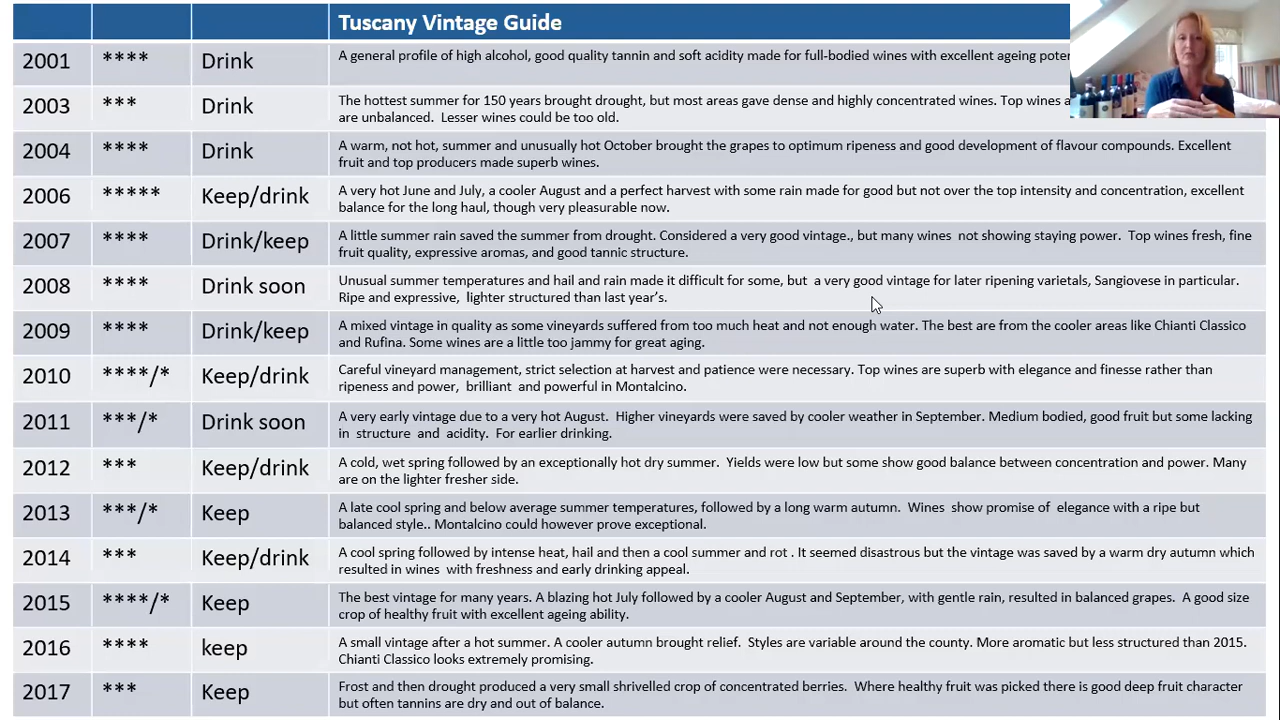 Tuscany Vintage Guide
2001 **** Drink A general profile of high alcohol, good quality tannin and soft acidity made for full-bodied wines with excellent ageing
2003 *** Drink The hottest summer for 150 years brought drought, but most areas gave dense and highly concentrated wines. Top wines
are unbalanced. Lesser wines could be too old.
2004 **** Drink A warm, not hot, summer and unusually hot October brought the grapes to optimum ripeness and good development of flavour compounds. Excellent
fruit and top producers made superb wines.
2006 ***** Keep/drink A very hot June and July, a cooler August and a perfect harvest with some rain made for good but not over the top intensity and concentration, excellent
balance for the long haul, though very pleasurable now.
2007 **** Drink/keep A little summer rain saved the summer from drought. Considered a very good vintage., but many wines not showing staying power. Top wines fresh, fine
fruit quality, expressive aromas, and good tannic structure.
2008 **** Drink soon Unusual summer temperatures and hail and rain made it difficult for some, but a very good vintage for later ripening varietals, Sangiovese in particular.
Ripe and expressive, lighter structured than last year's.
2009 **** Drink/keep A mixed vintage in quality as some vineyards suffered from too much heat and not enough water. The best are from the cooler areas like Chianti Classico
and Rufina. Some wines are a little too jammy for great aging.
2010 ****/* Keep/drink Careful vineyard management, strict selection at harvest and patience were necessary. Top wines are superb with elegance and finesse rather than
ripeness and power, brilliant and powerful in Montalcino.
2011 ***/* Drink soon A very early vintage due to a very hot August. Higher vineyards were saved by cooler weather in September. Medium bodied, good fruit but some lacking
in structure and acidity. For earlier drinking.
2012 *** Keep/drink A cold, wet spring followed by an exceptionally hot dry summer. Yields were low but some show good balance between concentration and power. Many
are on the lighter fresher side.
2013 ***/* Keep A late cool spring and below average summer temperatures, followed by a long warm autumn. Wines show promise of elegance with a ripe but
balanced style.. Montalcino could however prove exceptional.
2014 *** Keep/drink A cool spring followed by intense heat, hail and then a cool summer and rot . It seemed disastrous but the vintage was saved by a warm dry autumn which
resulted in wines with freshness and early drinking appeal.
2015 ****/* Keep The best vintage for many years. A blazing hot July followed by a cooler August and September, with gentle rain, resulted in balanced grapes. A good size
crop of healthy fruit with excellent ageing ability.
2016 **** keep A small vintage after a hot summer. A cooler autumn brought relief. Styles are variable around the county. More aromatic but less structured than 2015.
Chianti Classico looks extremely promising.
2017 *** Keep Frost and then drought produced a very small shrivelled crop of concentrated berries. Where healthy fruit was picked there is good deep fruit character
but often tannins are dry and out of balance.